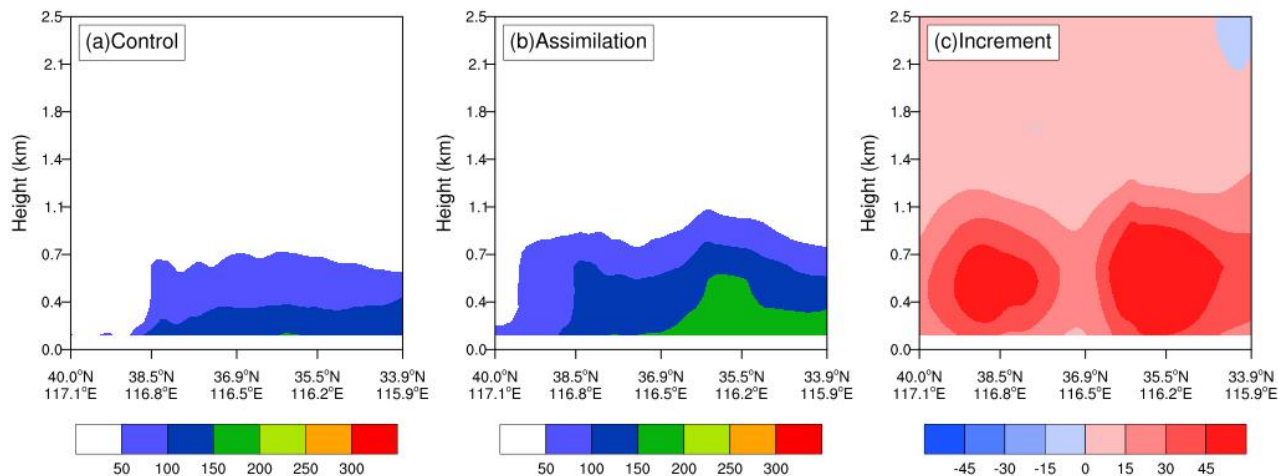 (a)Control
Height (km)
2.5
2.1
1.8
1.4
1.1
0.7
0.4
0.0
40.0°N 38.5°N 36.9°N 35.5°N 33.9°N
117.1°E 116.8°E 116.5°E 116.2°E 115.9°E
50 100 150 200 250 300
(b)Assimilation
Height (km)
2.5
2.1
1.8
1.4
1.1
0.7
0.4
0.0
40.0°N 38.5°N 36.9°N 35.5°N 33.9°N
117.1°E 116.8°E 116.5°E 116.2°E 115.9°E
50 100 150 200 250 300
(c)Increment
Height (km)
2.5
2.1
1.8
1.4
1.1
0.7
0.4
0.0
40.0°N 38.5°N 36.9°N 35.5°N 33.9°N
117.1°E 116.8°E 116.5°E 116.2°E 115.9°E
-45 -30 -15 0 15 30 45